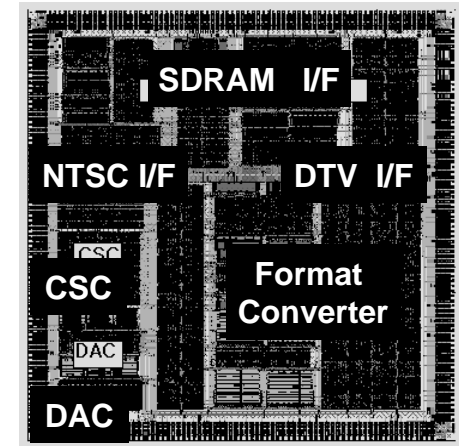 SDRAM I/F
NTSC I/F
DTV I/F
CSC
CSC
Format
Converter
DAC
DAC